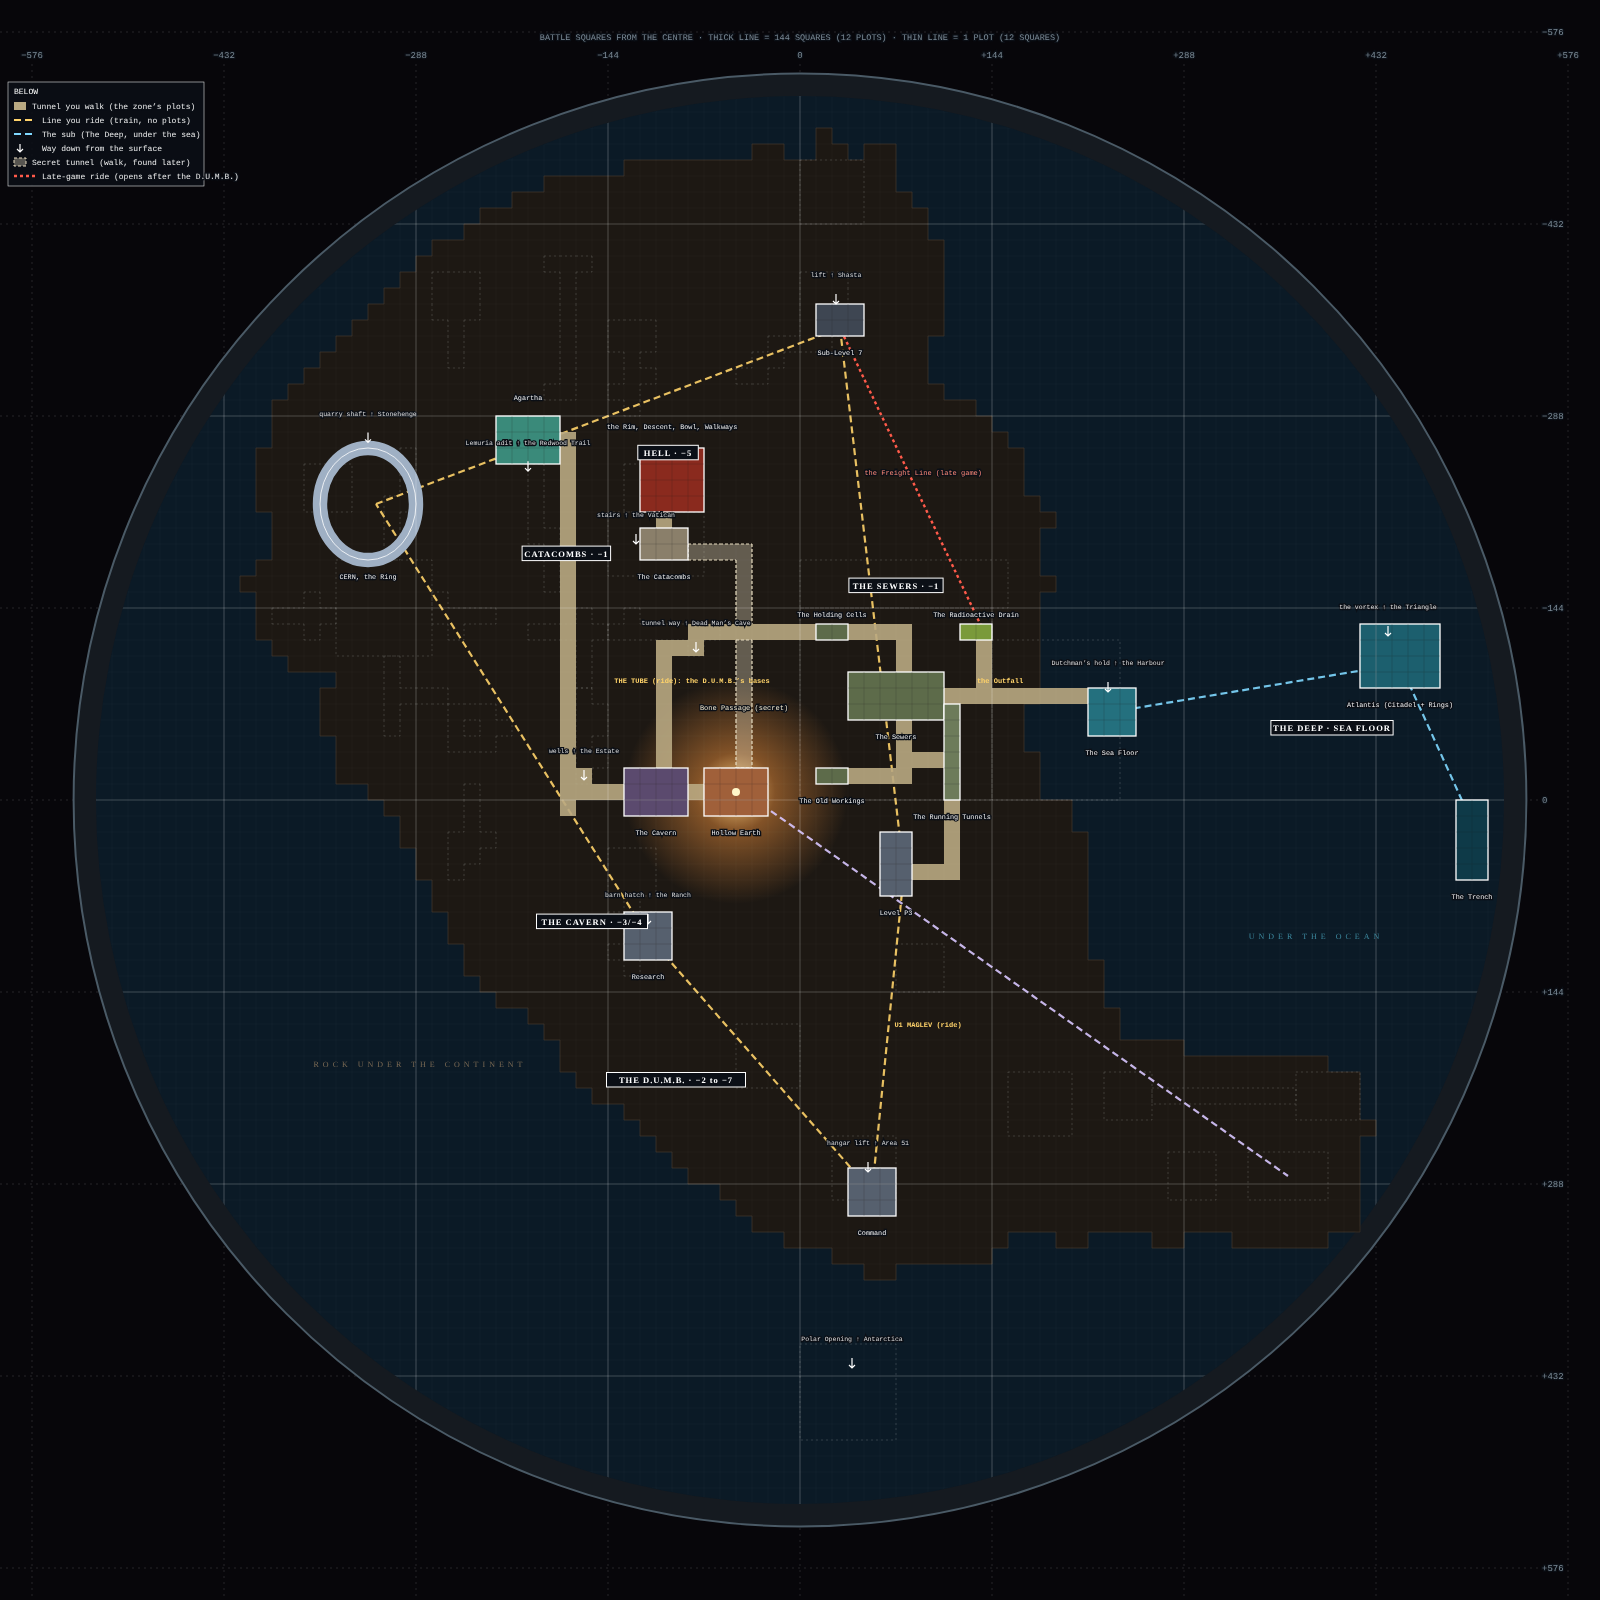 BATTLE SQUARES FROM THE CENTRE · THICK LINE = 144 SQUARES (12 PLOTS) · THIN LINE = 1 PLOT (12 SQUARES)
−576
−432
−288
−144
0
+144
+288
+432
+576
−576
−432
−288
−144
0
+144
+288
+432
+576
BELOW
Tunnel you walk (the zone's plots)
Line you ride (train, no plots)
The sub (The Deep, under the sea)
Way down from the surface
Secret tunnel (walk, found later)
Late-game ride (opens after the D.U.M.B.)
lift ↑ Shasta
Sub-Level 7
Agartha
quarry shaft ↑ Stonehenge
Lemuria adit ↑ the Redwood Trail
the Rim, Descent, Bowl, Walkways
HELL · −5
the Freight Line (late game)
stairs ↑ the Vatican
CATACOMBS · −1
The Catacombs
CERN, the Ring
THE SEWERS · −1
The Holding Cells
The Radioactive Drain
tunnel way ↑ Dead Man's Cave
the vortex ↑ the Triangle
Dutchman's hold ↑ the Harbour
THE TUBE (ride): the D.U.M.B.'s bases
the Outfall
Bone Passage (secret)
Atlantis (Citadel + Rings)
THE DEEP · SEA FLOOR
The Sewers
wells ↑ the Estate
The Sea Floor
The Old Workings
The Running Tunnels
The Cavern
Hollow Earth
barn hatch ↑ the Ranch
The Trench
Level P3
THE CAVERN · −3/−4
UNDER THE OCEAN
Research
U1 MAGLEV (ride)
ROCK UNDER THE CONTINENT
THE D.U.M.B. · −2 to −7
hangar lift ↑ Area 51
Command
Polar Opening ↑ Antarctica